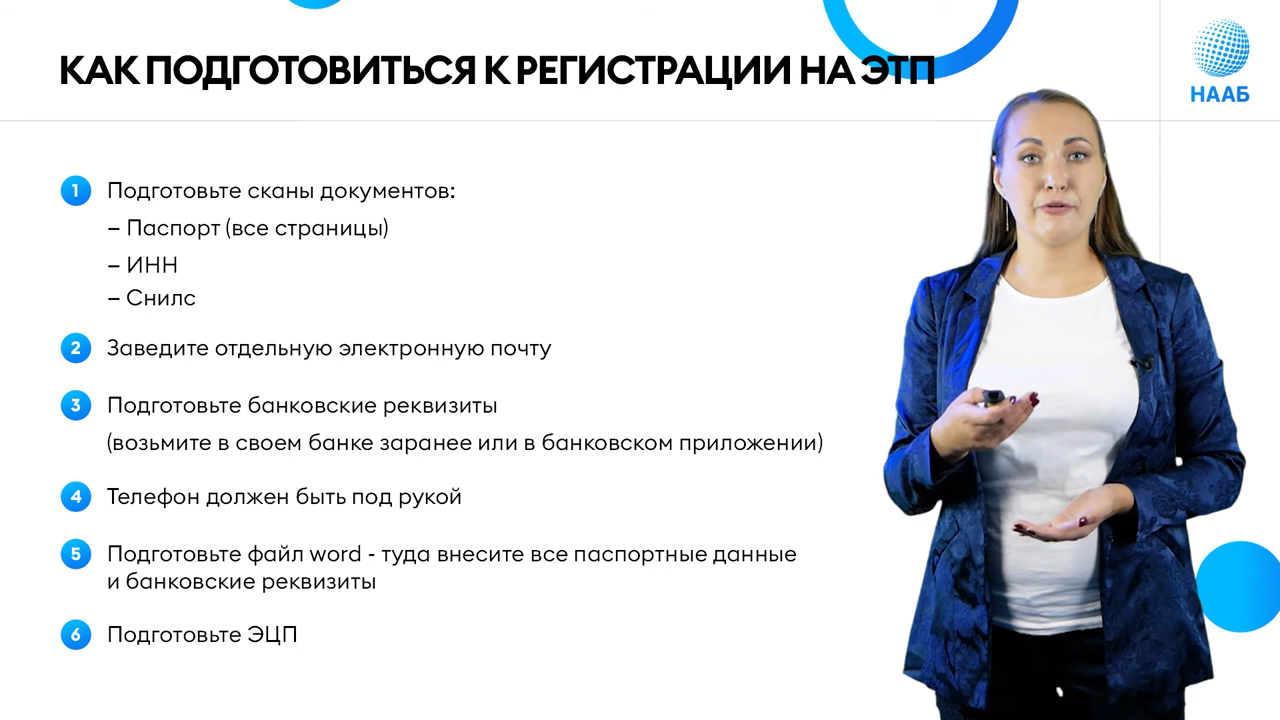 КАК ПОДГОТОВИТЬСЯ К РЕГИСТРАЦИИ НА ЭТП
НААБ
1 Подготовьте сканы документов:
– Паспорт (все страницы)
– ИНН
– Снилс
2 Заведите отдельную электронную почту
3 Подготовьте банковские реквизиты
(возьмите в своем банке заранее или в банковском приложении)
4 Телефон должен быть под рукой
5 Подготовьте файл word - туда внесите все паспортные данные
и банковские реквизиты
6 Подготовьте ЭЦП